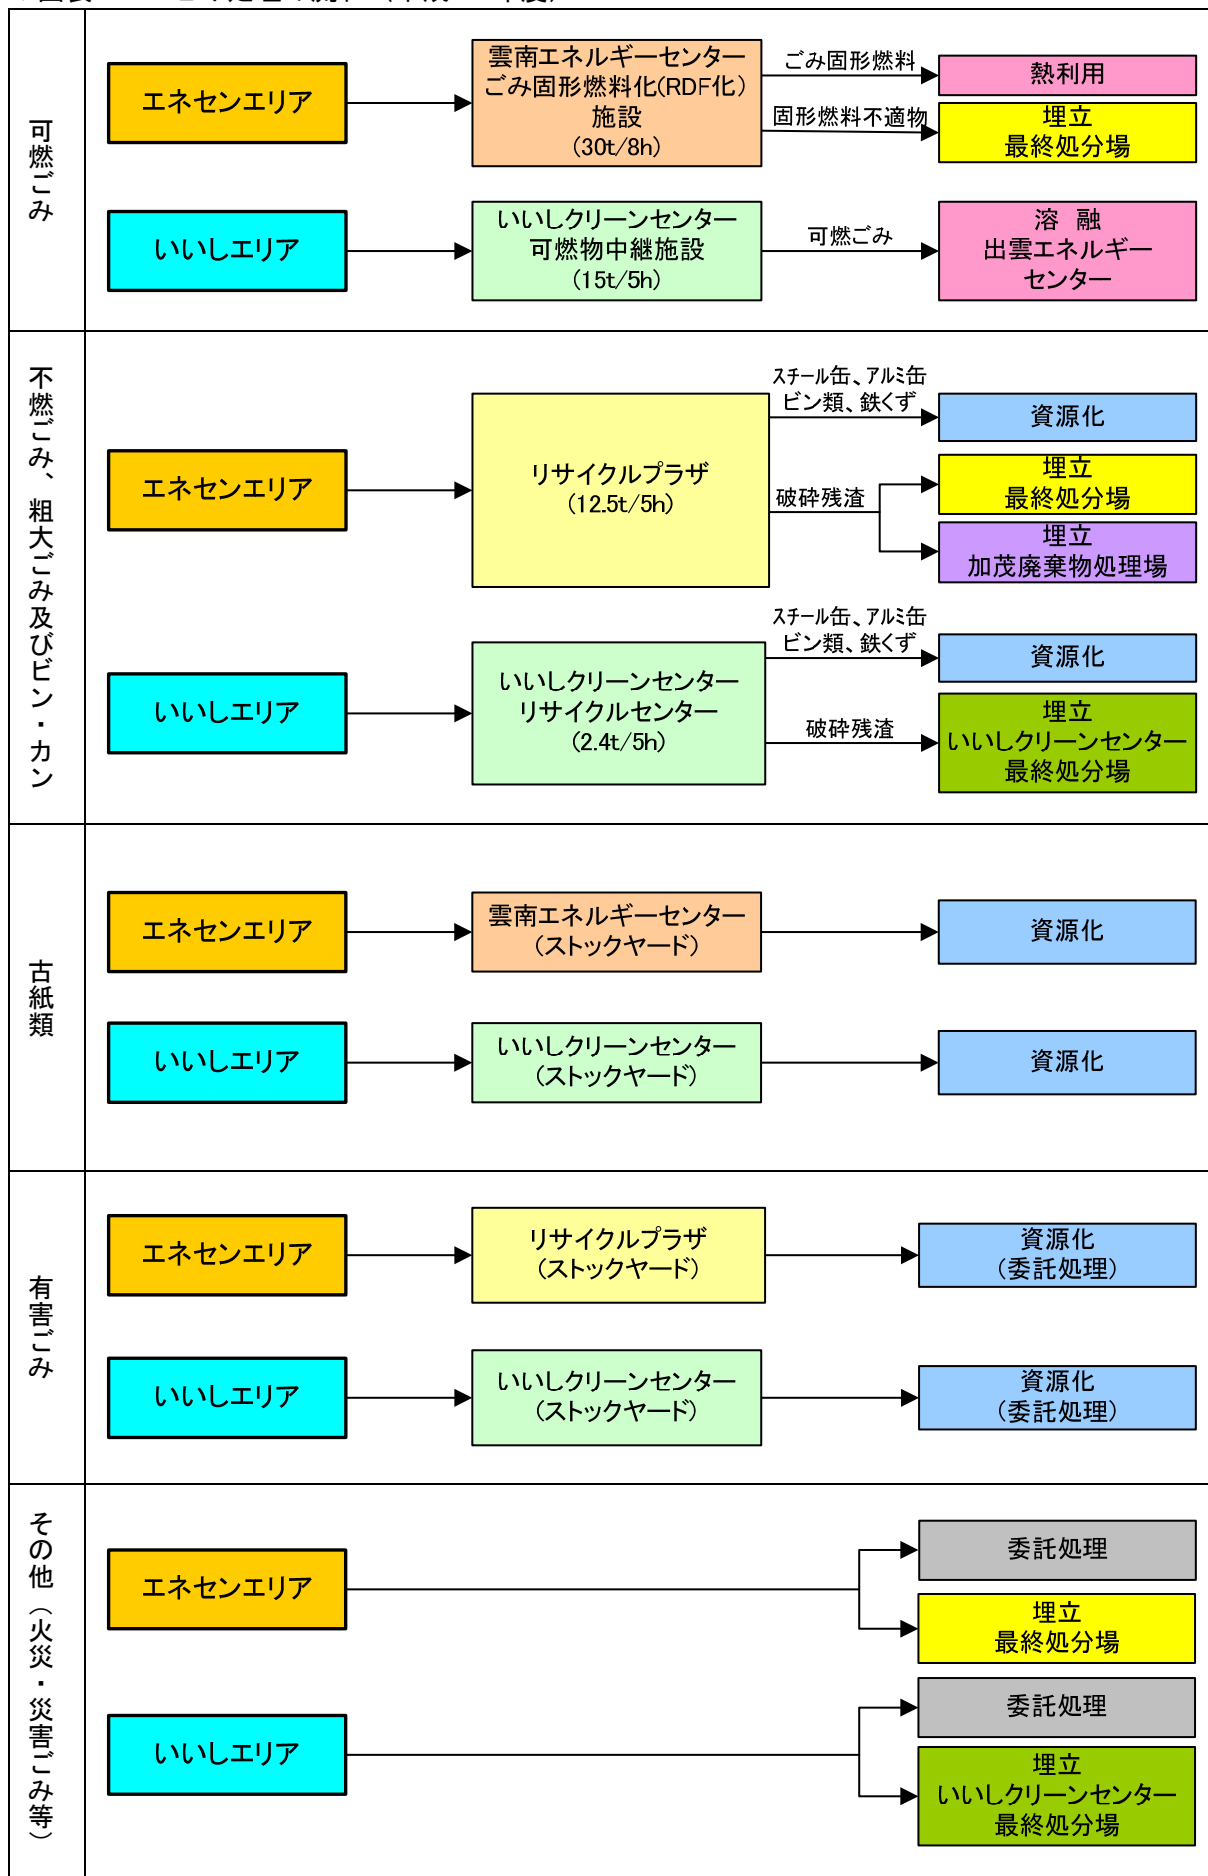 可燃ごみ
エネセンエリア
雲南エネルギーセンター
ごみ固形燃料化(RDF化)
施設
(30t/8h)
ごみ固形燃料
熱利用
固形燃料不適物
埋立
最終処分場
いいしエリア
いいしクリーンセンター
可燃物中継施設
(15t/5h)
可燃ごみ
溶 融
出雲エネルギー
センター
不燃ごみ、粗大ごみ及びビン・カン
エネセンエリア
リサイクルプラザ
(12.5t/5h)
スチール缶、アルミ缶
ビン類、鉄くず
資源化
破砕残渣
埋立
最終処分場
埋立
加茂廃棄物処理場
いいしエリア
いいしクリーンセンター
リサイクルセンター
(2.4t/5h)
スチール缶、アルミ缶
ビン類、鉄くず
資源化
破砕残渣
埋立
いいしクリーンセンター
最終処分場
古紙類
エネセンエリア
雲南エネルギーセンター
(ストックヤード)
資源化
いいしエリア
いいしクリーンセンター
(ストックヤード)
資源化
有害ごみ
エネセンエリア
リサイクルプラザ
(ストックヤード)
資源化
(委託処理)
いいしエリア
いいしクリーンセンター
(ストックヤード)
資源化
(委託処理)
その他(火災・災害ごみ等)
エネセンエリア
委託処理
埋立
最終処分場
いいしエリア
委託処理
埋立
いいしクリーンセンター
最終処分場